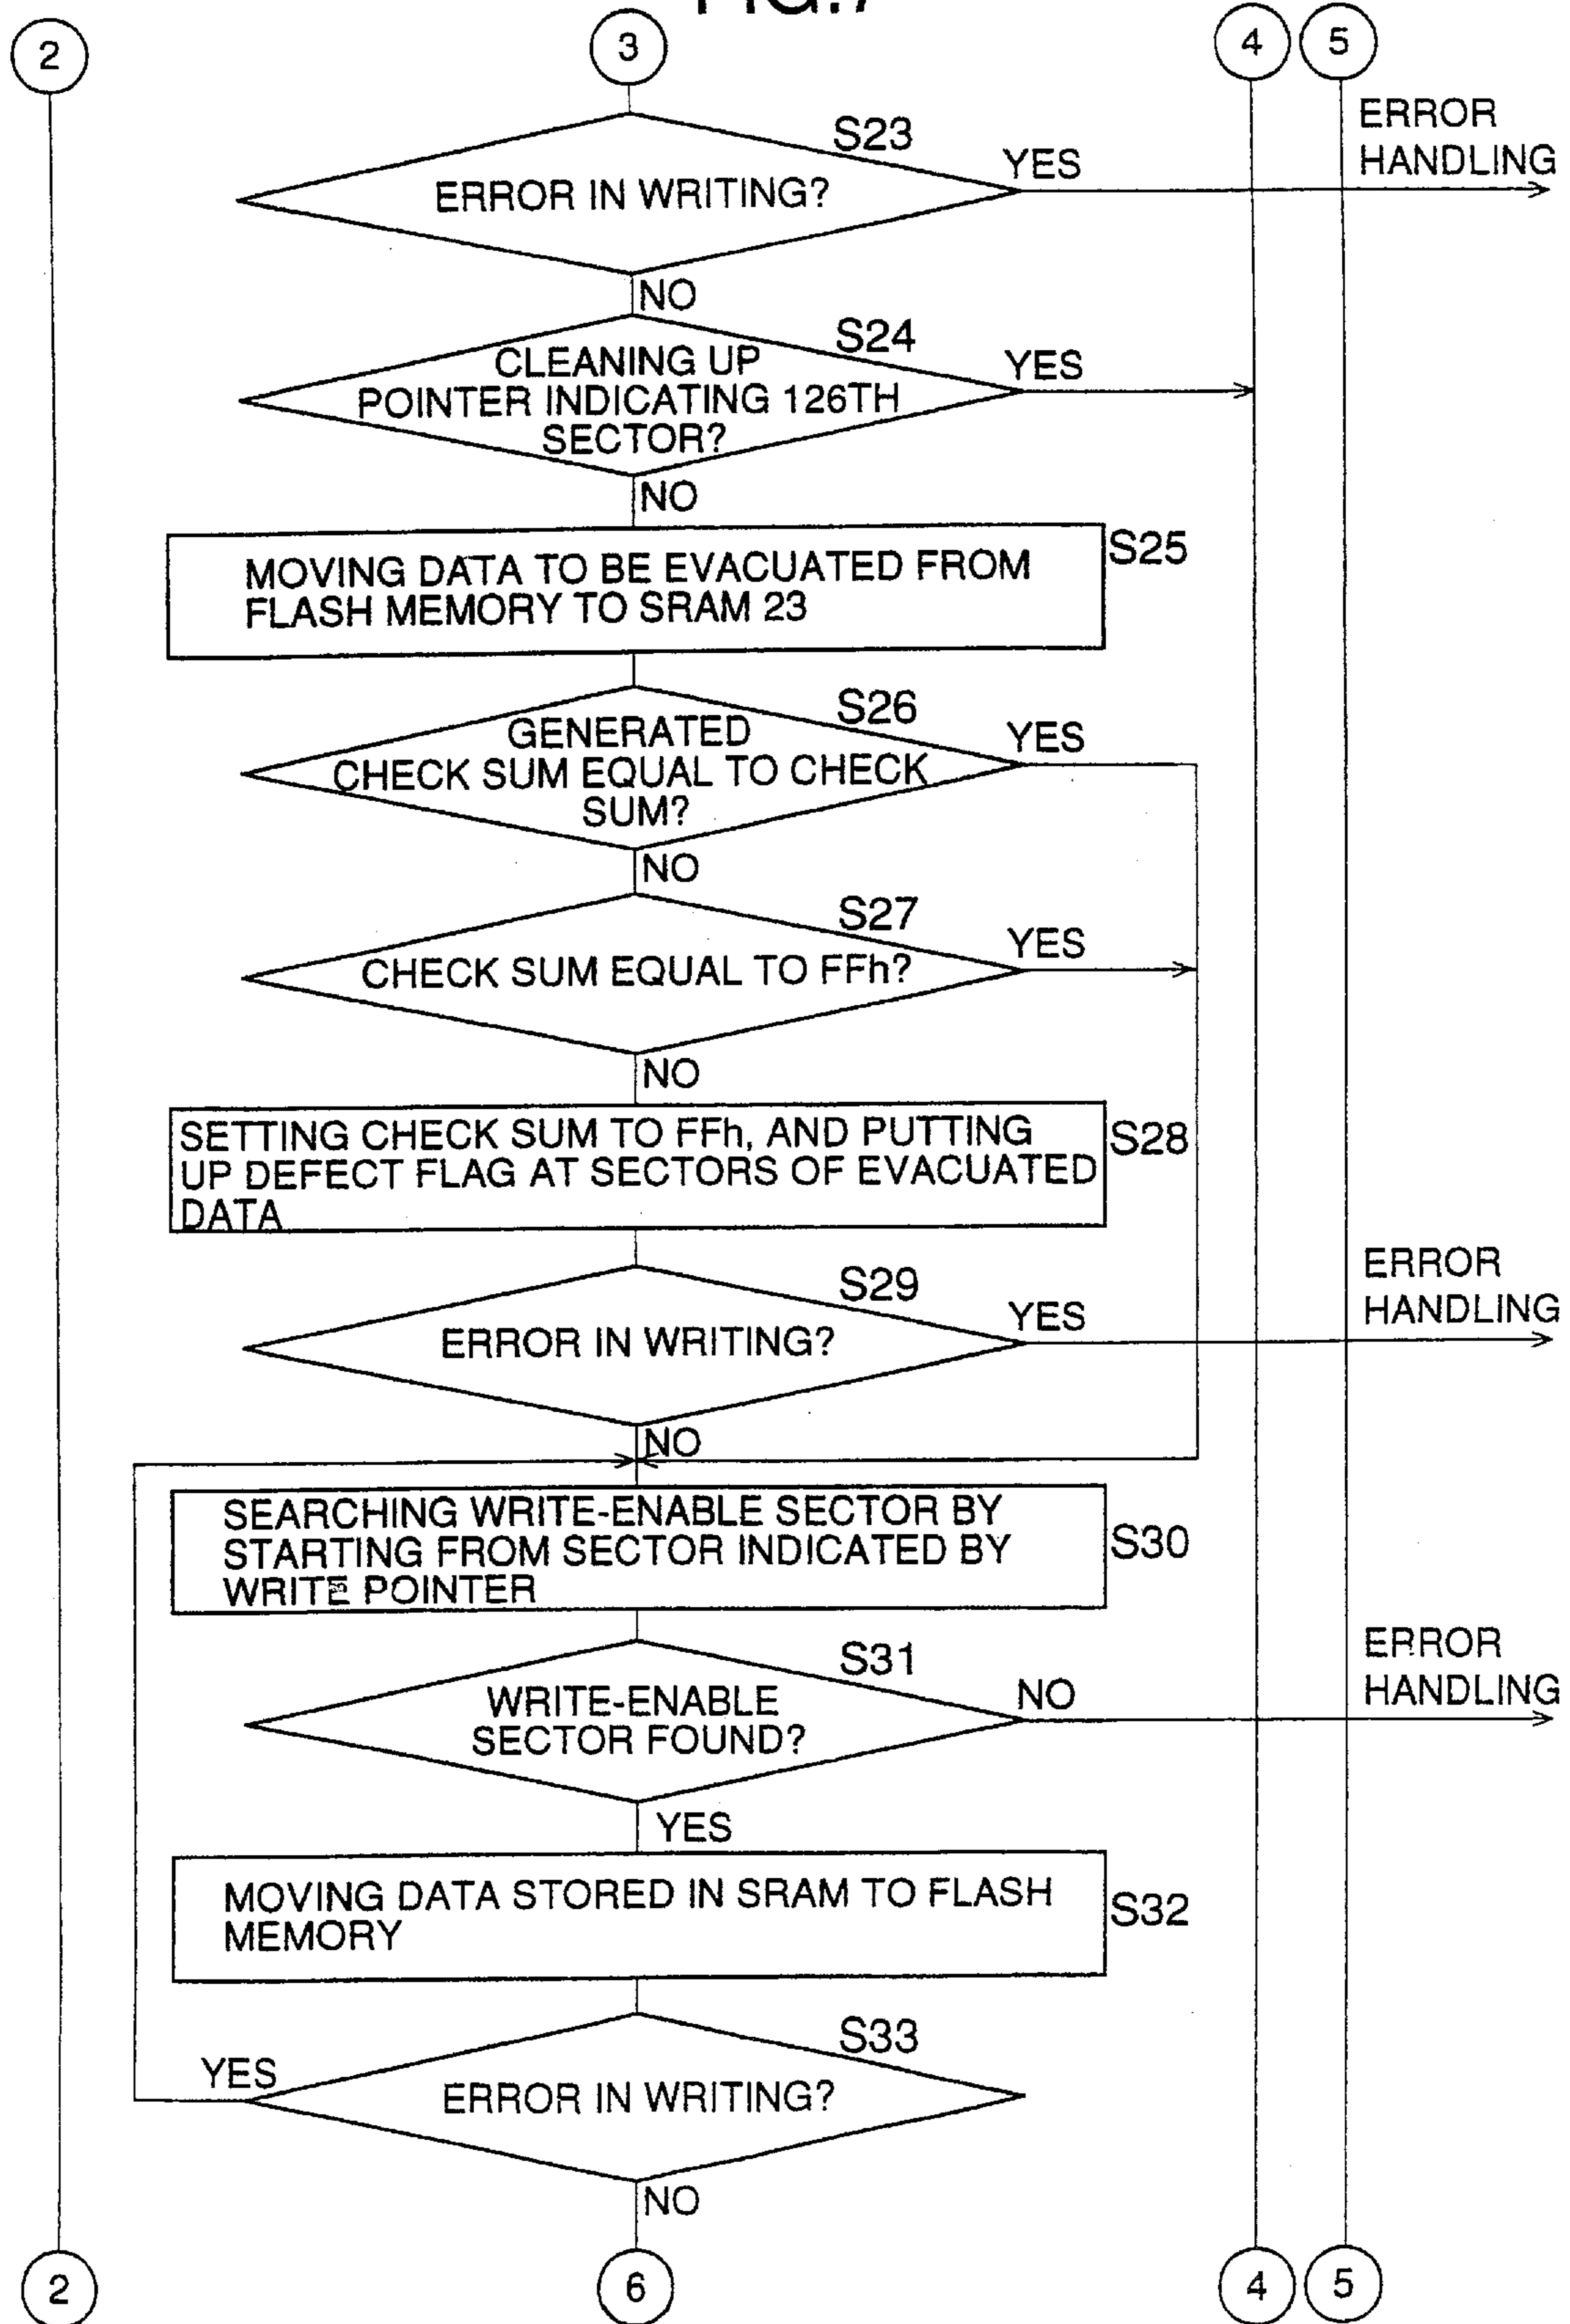 FIG.7
2
3
4
5
S23
ERROR IN WRITING?
YES
ERROR
HANDLING
NO
S24
CLEANING UP
POINTER INDICATING 126TH
SECTOR?
YES
NO
S25
MOVING DATA TO BE EVACUATED FROM
FLASH MEMORY TO SRAM 23
S26
GENERATED
CHECK SUM EQUAL TO CHECK
SUM?
YES
NO
S27
CHECK SUM EQUAL TO FFh?
YES
NO
S28
SETTING CHECK SUM TO FFh, AND PUTTING
UP DEFECT FLAG AT SECTORS OF EVACUATED
DATA
S29
ERROR IN WRITING?
YES
ERROR
HANDLING
NO
S30
SEARCHING WRITE-ENABLE SECTOR BY
STARTING FROM SECTOR INDICATED BY
WRITE POINTER
S31
WRITE-ENABLE
SECTOR FOUND?
NO
ERROR
HANDLING
YES
S32
MOVING DATA STORED IN SRAM TO FLASH
MEMORY
S33
YES
ERROR IN WRITING?
NO
2
6
4
5